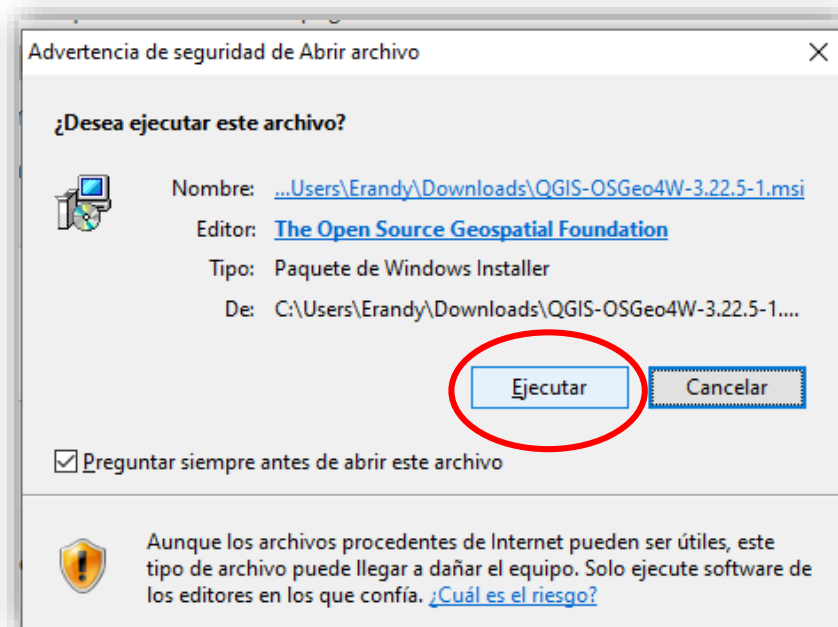 Advertencia de seguridad de Abrir archivo
¿Desea ejecutar este archivo?
Nombre: ...Users\Erandy\Downloads\QGIS-OSGeo4W-3.22.5-1.msi
Editor: The Open Source Geospatial Foundation
Tipo: Paquete de Windows Installer
De: C:\Users\Erandy\Downloads\QGIS-OSGeo4W-3.22.5-1....
Ejecutar Cancelar
Preguntar siempre antes de abrir este archivo
Aunque los archivos procedentes de Internet pueden ser útiles, este
tipo de archivo puede llegar a dañar el equipo. Solo ejecute software de
los editores en los que confía. ¿Cuál es el riesgo?